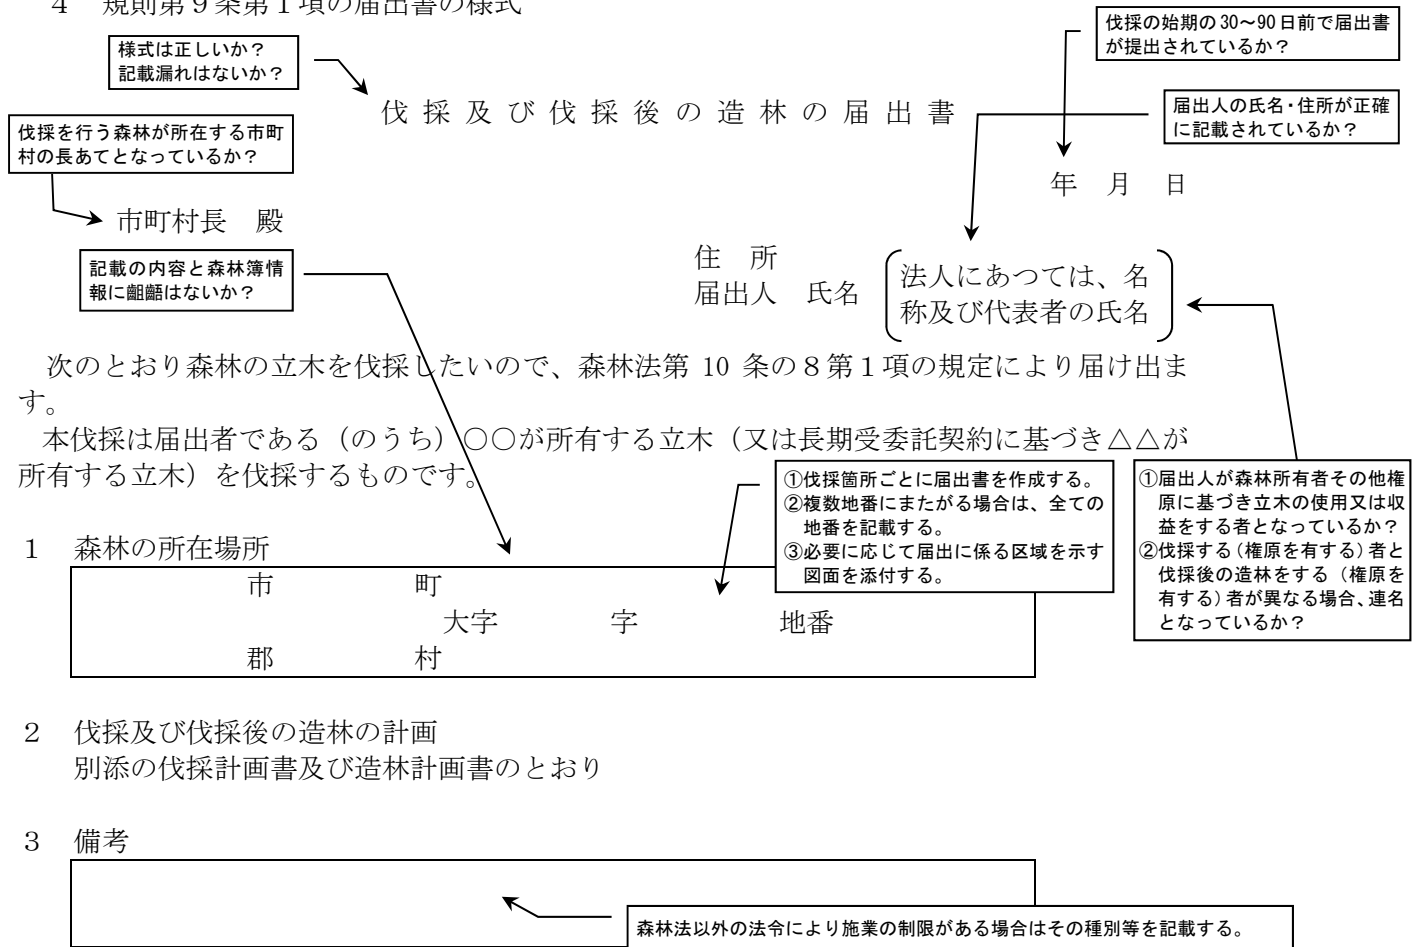 ４　規則第９条第１項の届出書の様式
伐採の始期の30～90日前で届出書
が提出されているか？
様式は正しいか？
記載漏れはないか？
伐採及び伐採後の造林の届出書
届出人の氏名・住所が正確
に記載されているか？
伐採を行う森林が所在する市町
村の長あてとなっているか？
年　月　日
市町村長　殿
記載の内容と森林簿情
報に齟齬はないか？
住　所
届出人　氏名
法人にあつては、名
称及び代表者の氏名
次のとおり森林の立木を伐採したいので、森林法第 10 条の８第１項の規定により届け出ま
す。
本伐採は届出者である（のうち）○○が所有する立木（又は長期受委託契約に基づき△△が
所有する立木）を伐採するものです。
①伐採箇所ごとに届出書を作成する。
②複数地番にまたがる場合は、全ての
地番を記載する。
③必要に応じて届出に係る区域を示す
図面を添付する。
①届出人が森林所有者その他権
原に基づき立木の使用又は収
益をする者となっているか？
②伐採する（権原を有する）者と
伐採後の造林をする（権原を
有する）者が異なる場合、連名
となっているか？
１　森林の所在場所
市　町
大字　字　地番
郡　村
２　伐採及び伐採後の造林の計画
別添の伐採計画書及び造林計画書のとおり
３　備考
森林法以外の法令により施業の制限がある場合はその種別等を記載する。